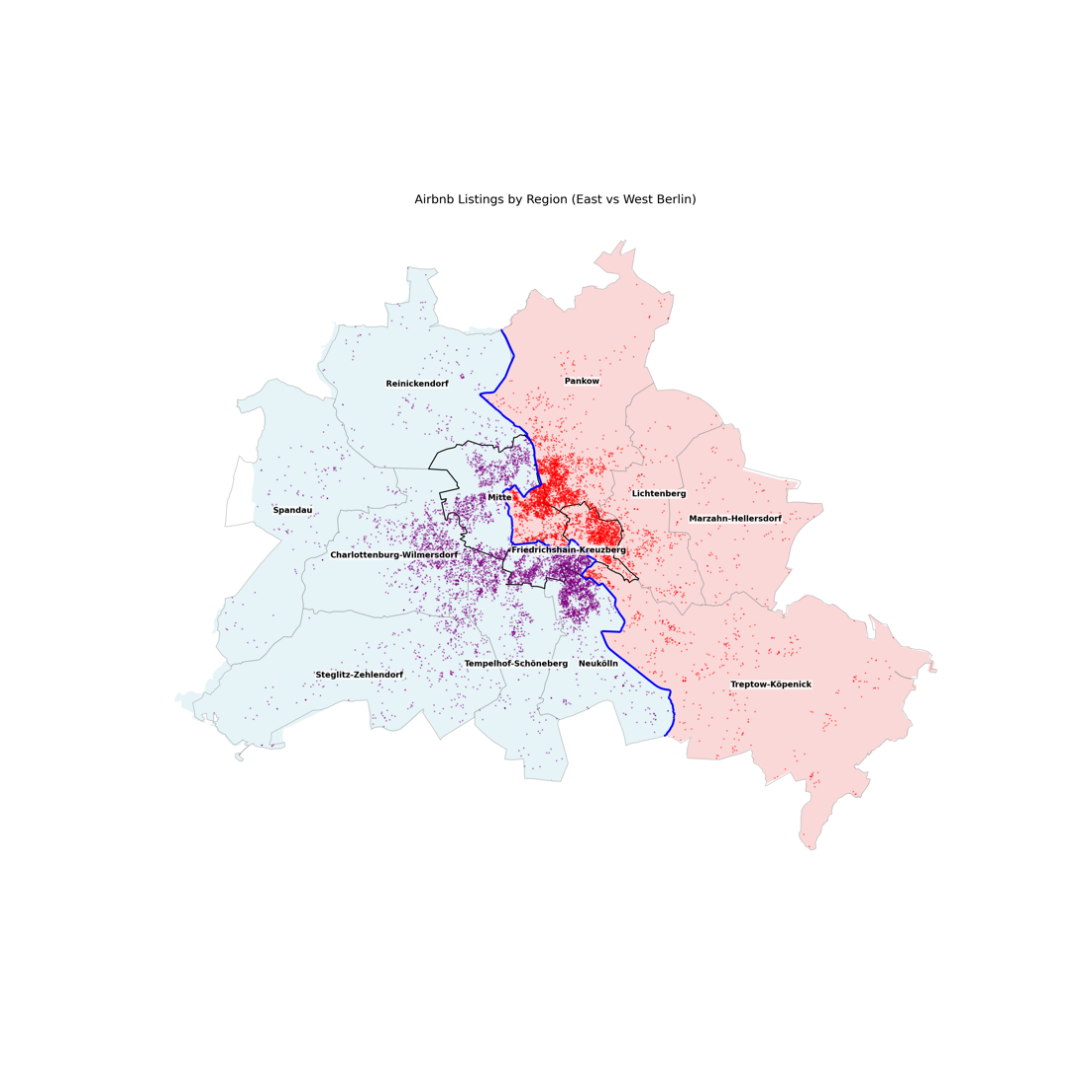 Airbnb Listings by Region (East vs West Berlin)
Reinickendorf
Pankow
Mitte
Lichtenberg
Spandau
Marzahn-Hellersdorf
Charlottenburg-Wilmersdorf
Friedrichshain-Kreuzberg
Tempelhof-Schöneberg
Neukölln
Steglitz-Zehlendorf
Treptow-Köpenick